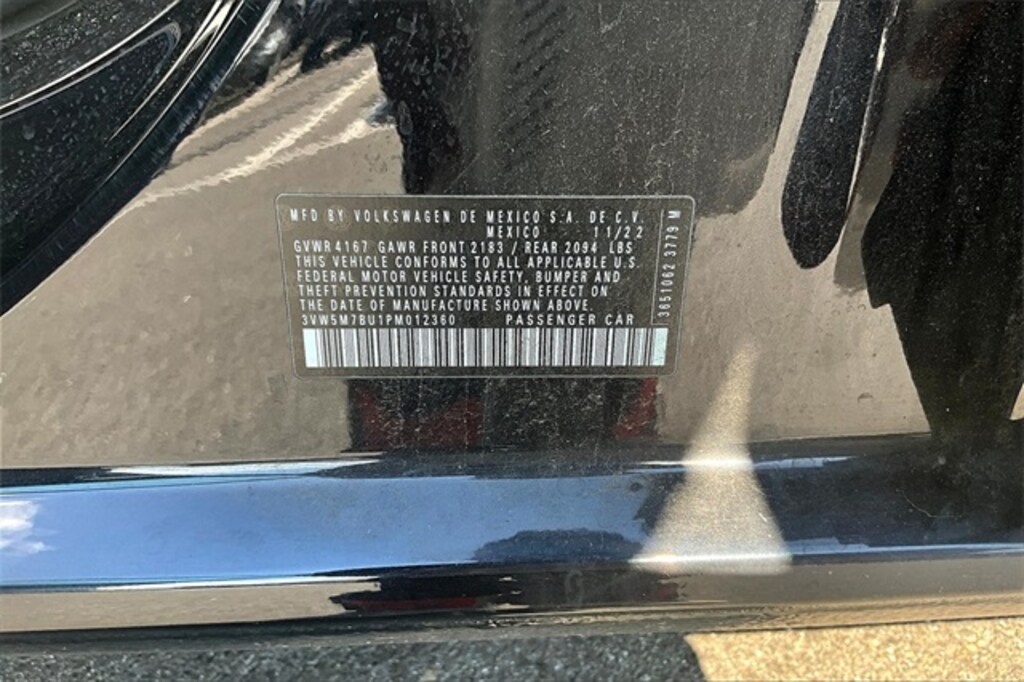 MFD BY VOLKSWAGEN DE MEXICO S.A. DE C.V.
MEXICO 11/22
GVWR 4167 GAWR FRONT 2183 / REAR 2094 LBS
THIS VEHICLE CONFORMS TO ALL APPLICABLE U.S
FEDERAL MOTOR VEHICLE SAFETY, BUMPER AND
THEFT PREVENTION STANDARDS IN EFFECT ON
THE DATE OF MANUFACTURE SHOWN ABOVE.
3VW5M7BU1PM012360 PASSENGER CAR
3651062 3779 M